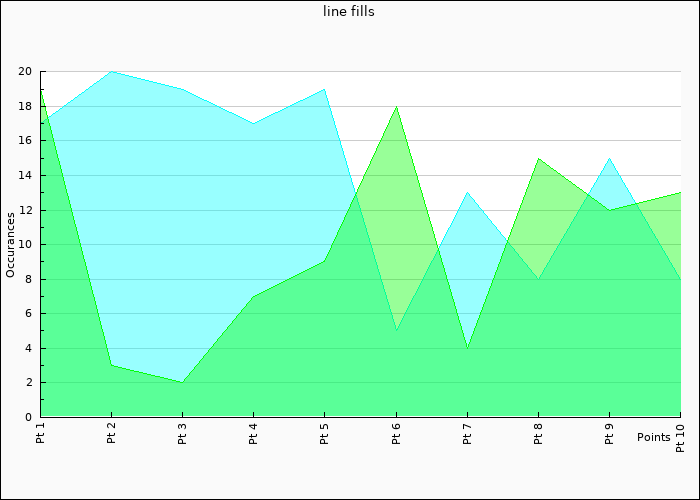 line fills
Occurances
20
18
16
14
12
10
8
6
4
2
0
Pt 1
Pt 2
Pt 3
Pt 4
Pt 5
Pt 6
Pt 7
Pt 8
Pt 9
Pt 10
Points